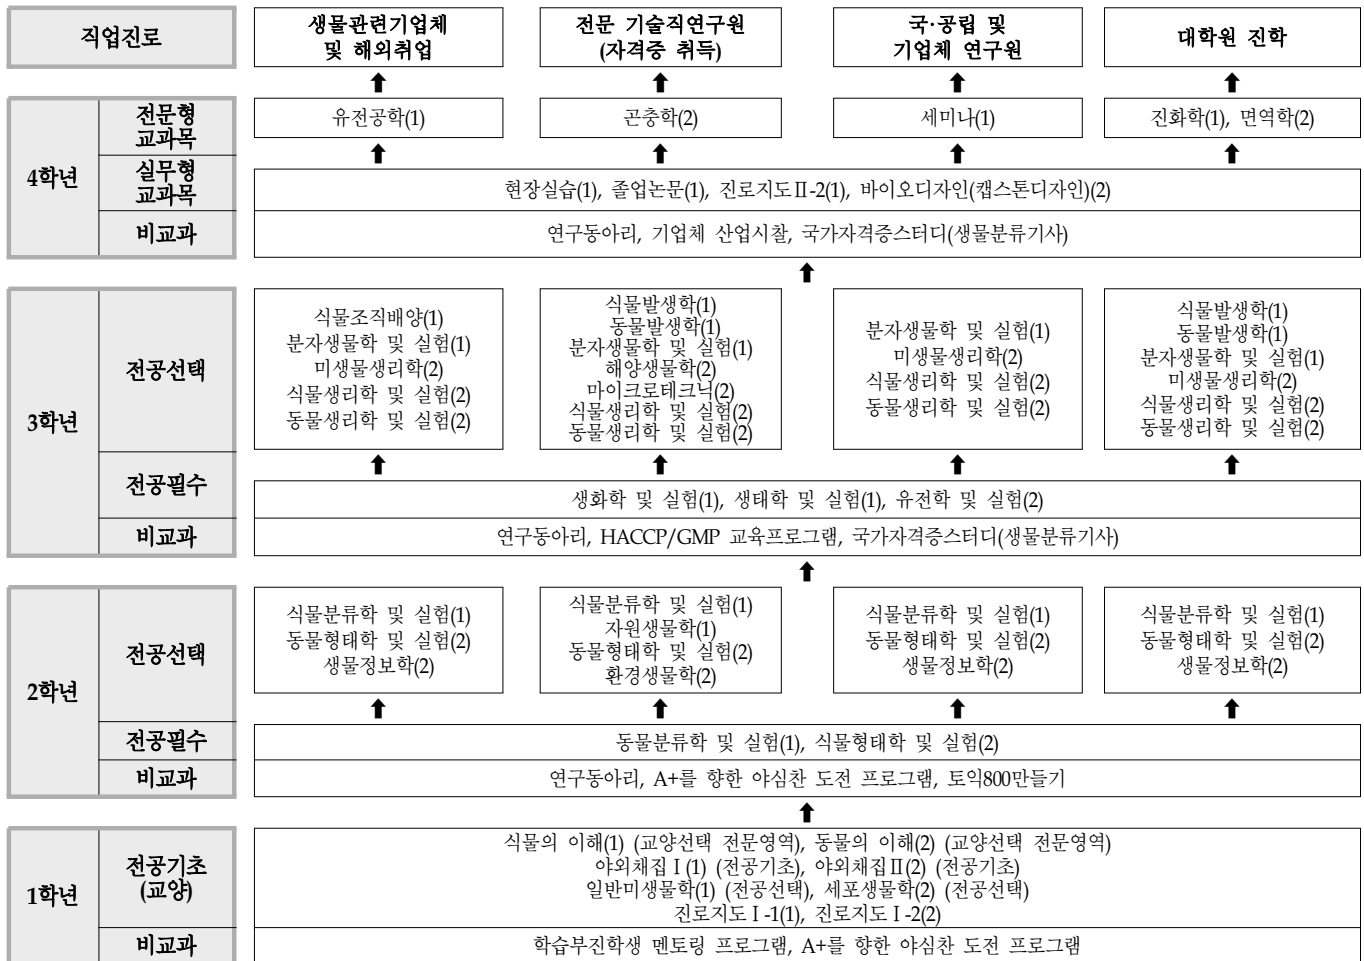 직업진로
생물관련기업체
및 해외취업
전문 기술직연구원
(자격증 취득)
국·공립 및
기업체 연구원
대학원 진학
4학년
전문형
교과목
유전공학(1)
곤충학(2)
세미나(1)
진화학(1), 면역학(2)
실무형
교과목
현장실습(1), 졸업논문(1), 진로지도Ⅱ-2(1), 바이오디자인(캡스톤디자인)(2)
비교과
연구동아리, 기업체 산업시찰, 국가자격증스터디(생물분류기사)
3학년
전공선택
식물조직배양(1)
분자생물학 및 실험(1)
미생물생리학(2)
식물생리학 및 실험(2)
동물생리학 및 실험(2)
식물발생학(1)
동물발생학(1)
분자생물학 및 실험(1)
해양생물학(2)
마이크로테크닉(2)
식물생리학 및 실험(2)
동물생리학 및 실험(2)
분자생물학 및 실험(1)
미생물생리학(2)
식물생리학 및 실험(2)
동물생리학 및 실험(2)
식물발생학(1)
동물발생학(1)
분자생물학 및 실험(1)
미생물생리학(2)
식물생리학 및 실험(2)
동물생리학 및 실험(2)
전공필수
생화학 및 실험(1), 생태학 및 실험(1), 유전학 및 실험(2)
비교과
연구동아리, HACCP/GMP 교육프로그램, 국가자격증스터디(생물분류기사)
2학년
전공선택
식물분류학 및 실험(1)
동물형태학 및 실험(2)
생물정보학(2)
식물분류학 및 실험(1)
자원생물학(1)
동물형태학 및 실험(2)
환경생물학(2)
식물분류학 및 실험(1)
동물형태학 및 실험(2)
생물정보학(2)
식물분류학 및 실험(1)
동물형태학 및 실험(2)
생물정보학(2)
전공필수
동물분류학 및 실험(1), 식물형태학 및 실험(2)
비교과
연구동아리, A+를 향한 야심찬 도전 프로그램, 토익800만들기
1학년
전공기초
(교양)
식물의 이해(1) (교양선택 전문영역), 동물의 이해(2) (교양선택 전문영역)
야외채집Ⅰ(1) (전공기초), 야외채집Ⅱ(2) (전공기초)
일반미생물학(1) (전공선택), 세포생물학(2) (전공선택)
진로지도Ⅰ-1(1), 진로지도Ⅰ-2(2)
비교과
학습부진학생 멘토링 프로그램, A+를 향한 야심찬 도전 프로그램